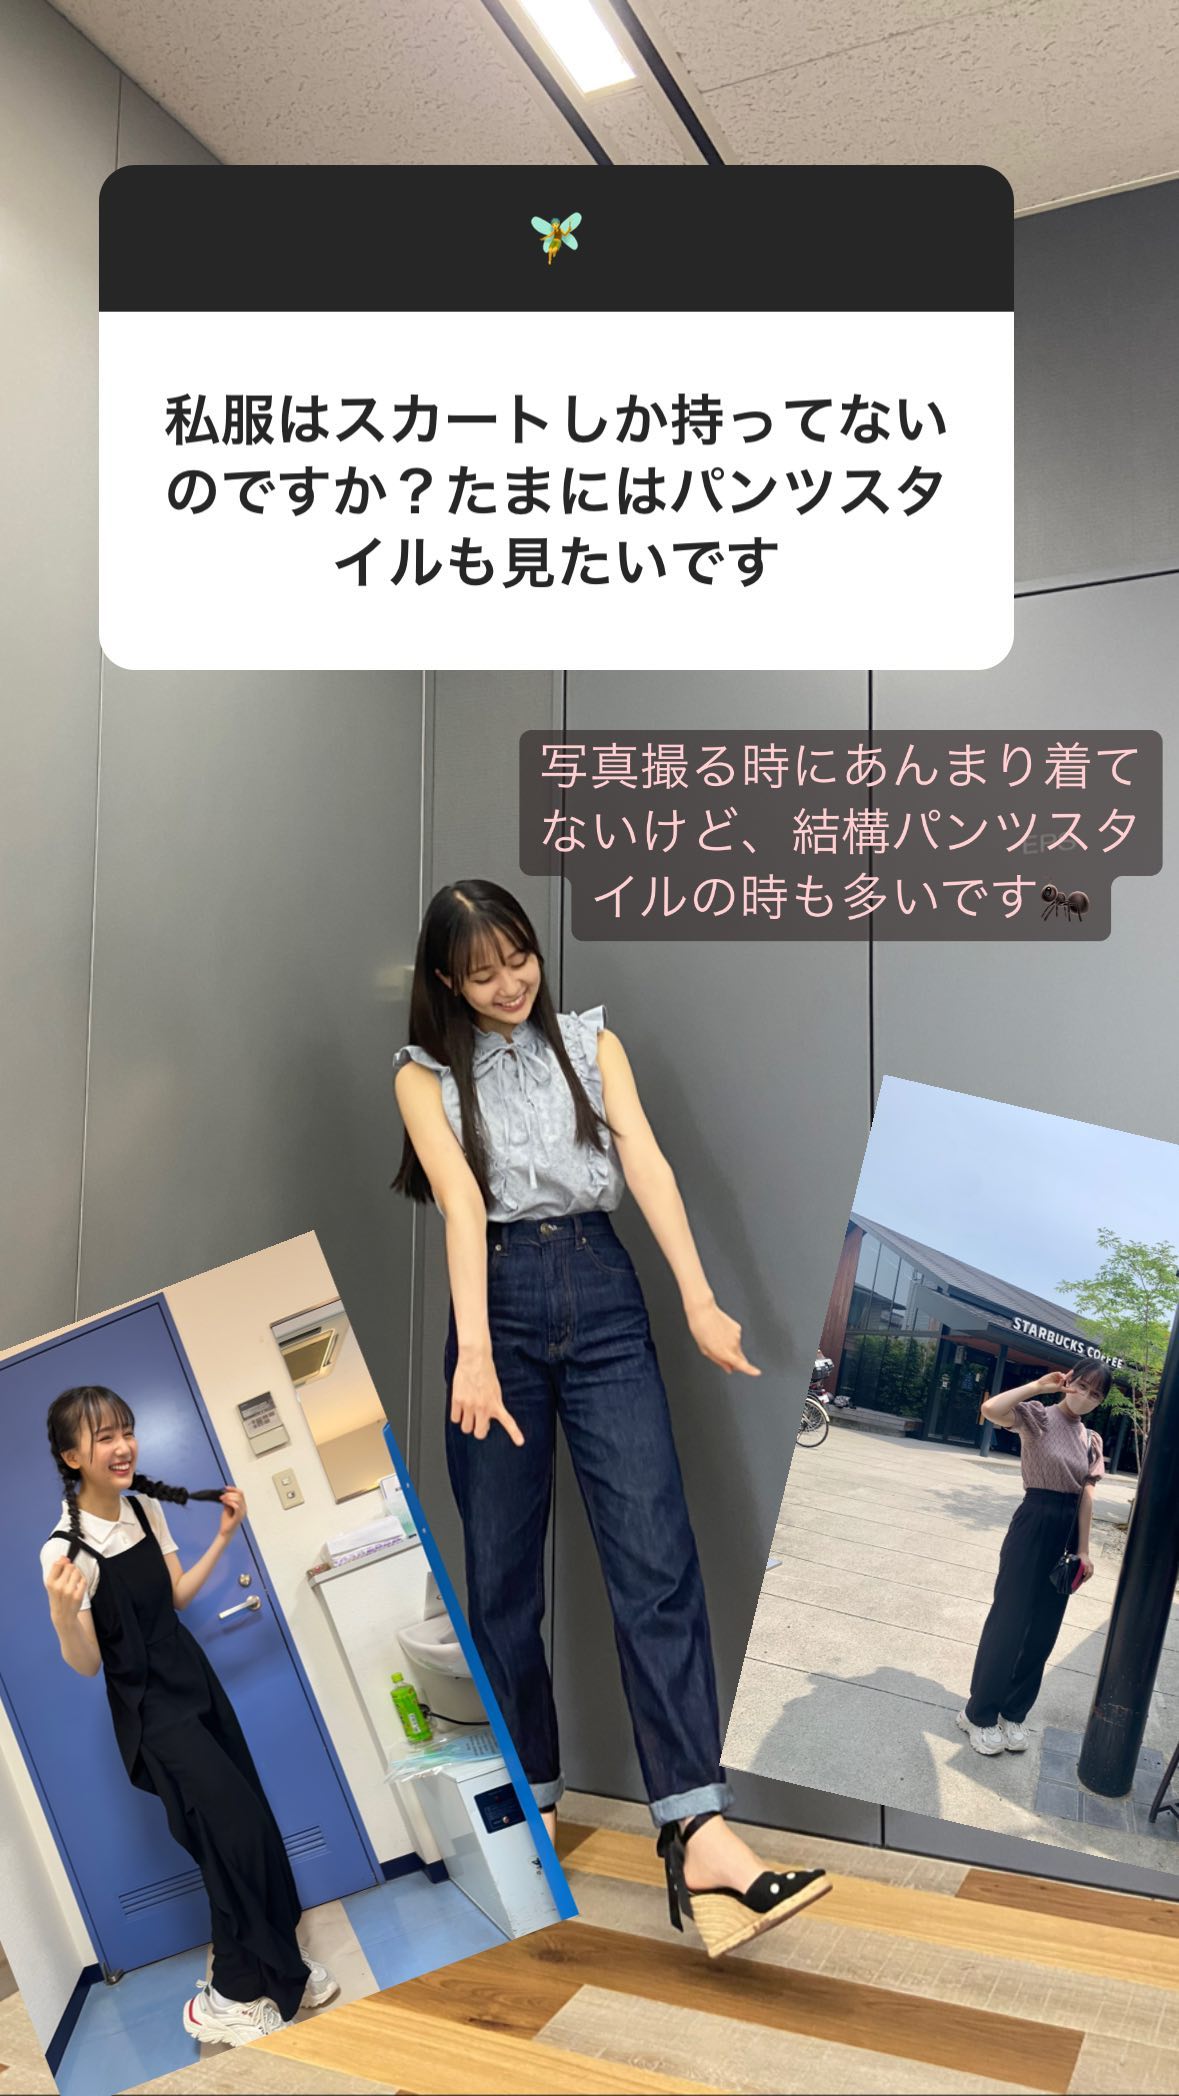 🧚
私服はスカートしか持ってない
のですか？たまにはパンツスタ
イルも見たいです
写真撮る時にあんまり着て
ないけど、結構パンツスタ
イルの時も多いです🐜
STARBUCKS COFFEE